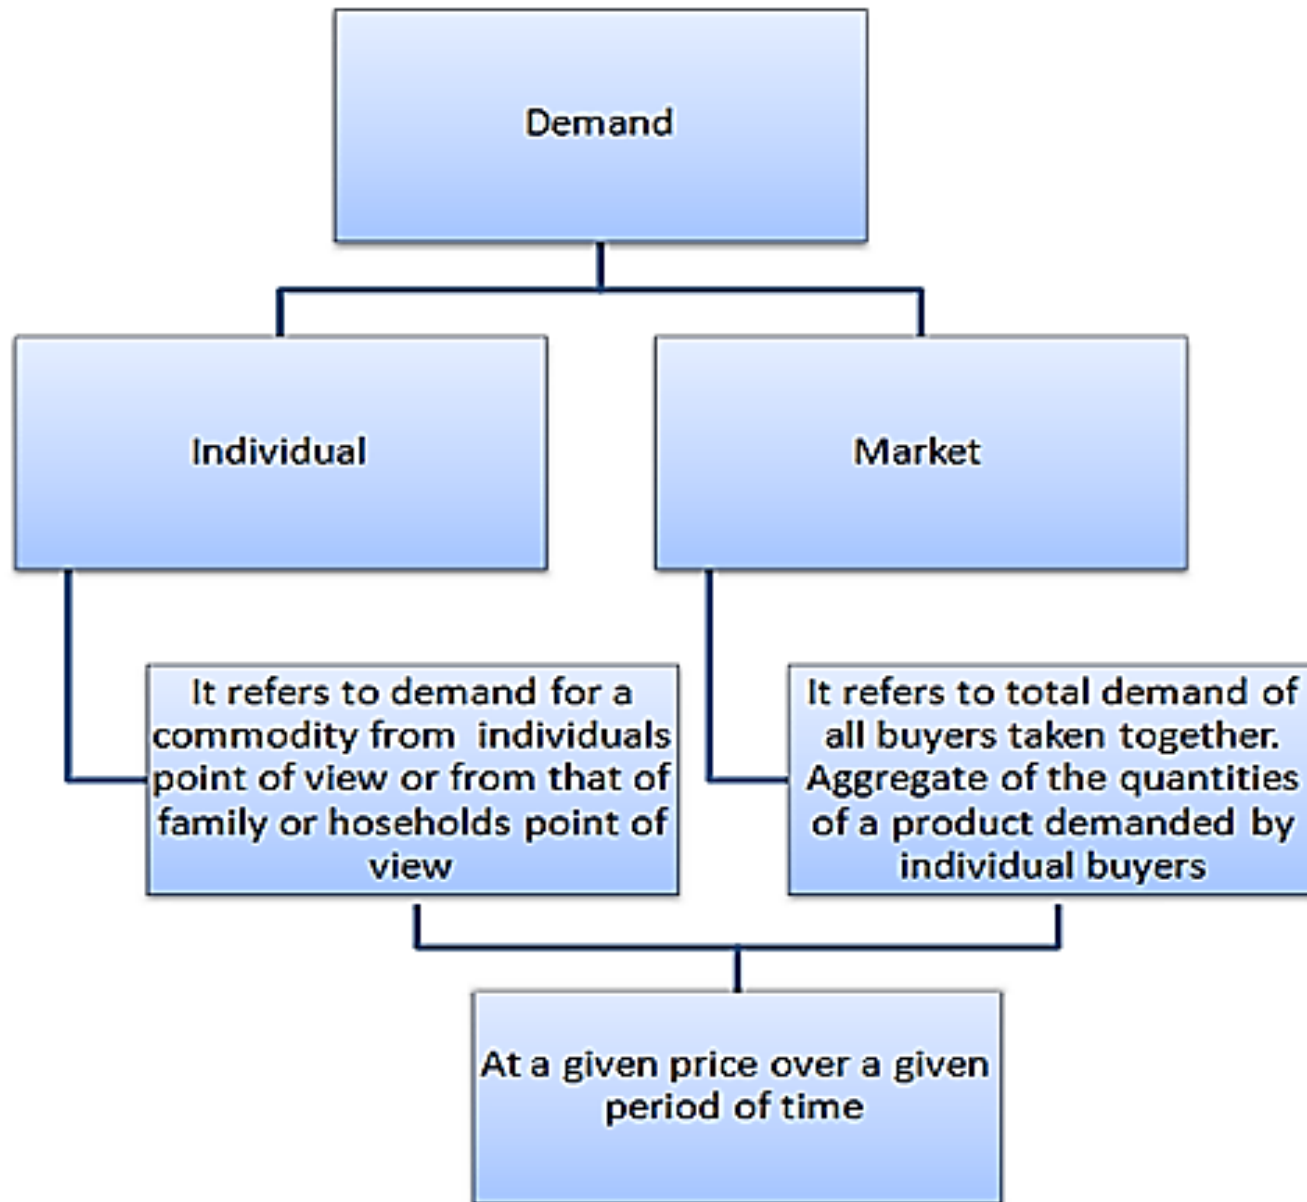 Demand
Individual
Market
It refers to demand for a
commodity from  individuals
point of view or from that of
family or hoseholds point of
view
It refers to total demand of
all buyers taken together.
Aggregate of the quantities
of a product demanded by
individual buyers
At a given price over a given
period of time